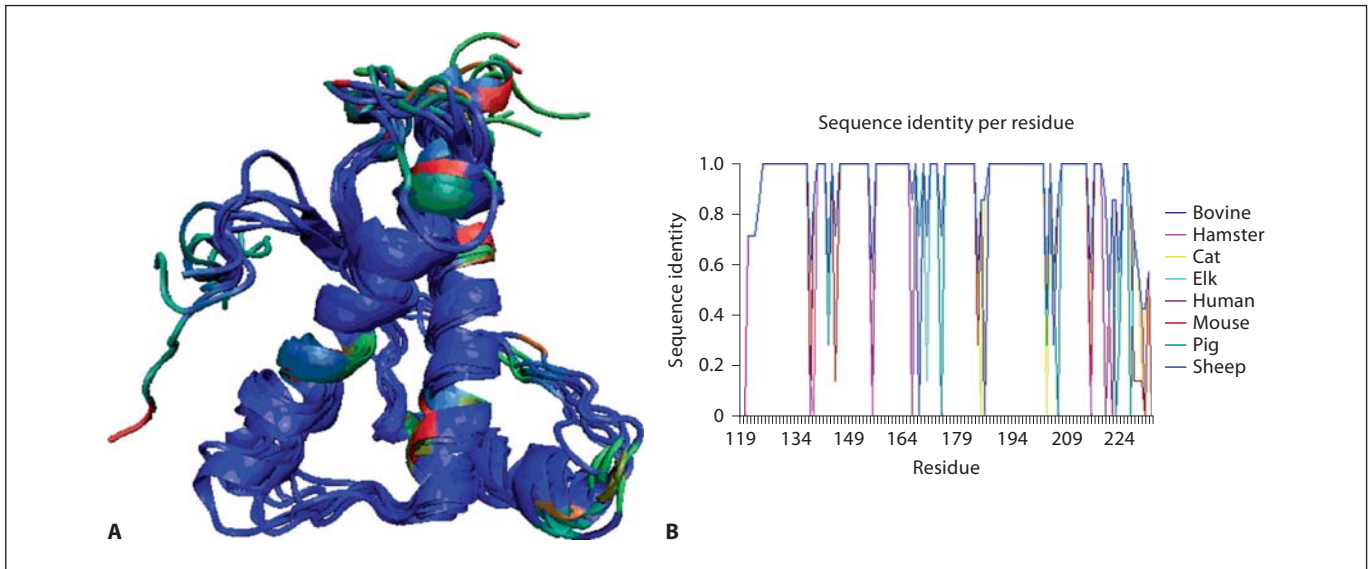 A
B
Sequence identity per residue
Sequence identity
1.0
0.8
0.6
0.4
0.2
0
119 134 149 164 179 194 209 224
Residue
Bovine
Hamster
Cat
Elk
Human
Mouse
Pig
Sheep